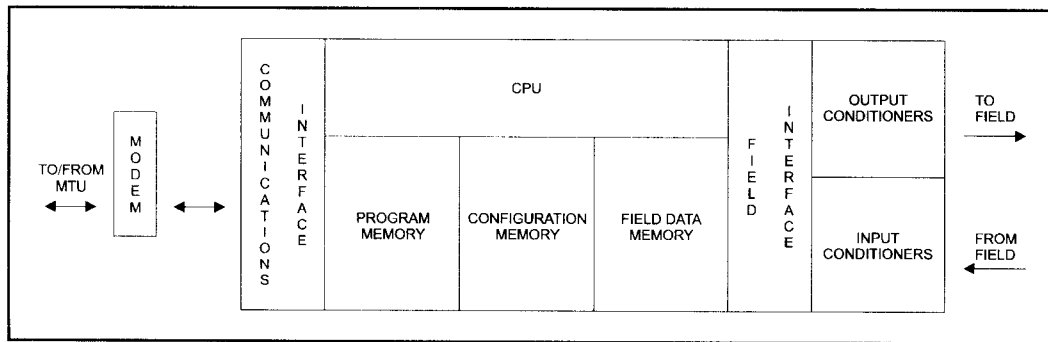 TO/FROM
MTU
MODEM
COMMUNICATIONS
INTERFACE
CPU
PROGRAM
MEMORY
CONFIGURATION
MEMORY
FIELD DATA
MEMORY
FIELD
INTERFACE
OUTPUT
CONDITIONERS
INPUT
CONDITIONERS
TO
FIELD
FROM
FIELD